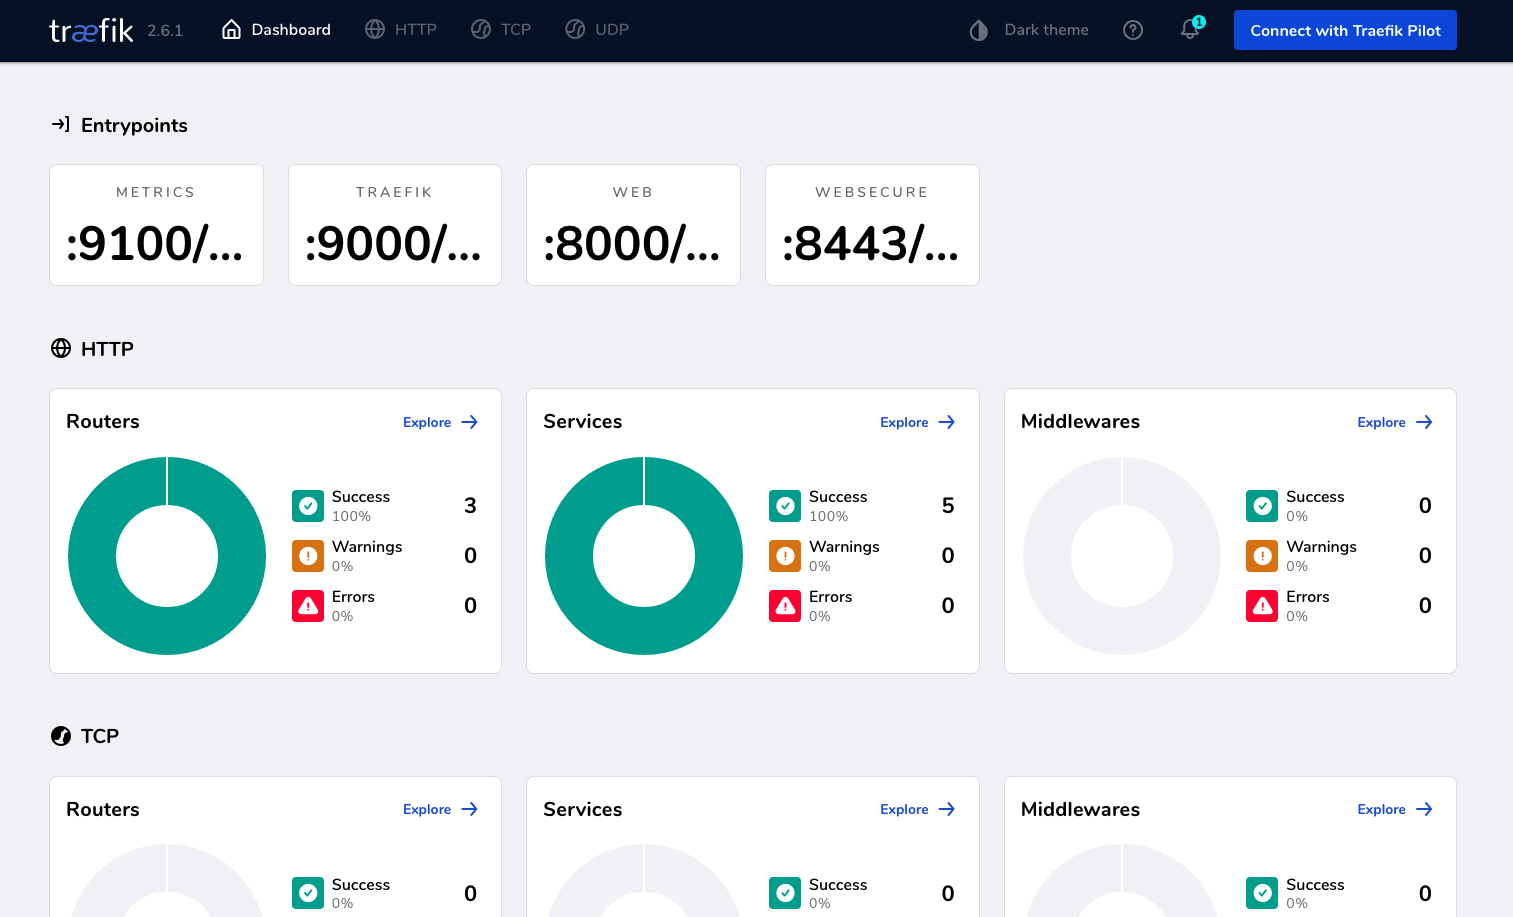 træfik 2.6.1 Dashboard HTTP TCP UDP Dark theme 1 Connect with Traefik Pilot
Entrypoints
METRICS TRAEFIK WEB WEBSECURE
:9100/... :9000/... :8000/... :8443/...
HTTP
Routers Explore Services Explore Middlewares Explore
Success 3 Success 5 Success 0
100% 100% 0%
Warnings 0 Warnings 0 Warnings 0
0% 0% 0%
Errors 0 Errors 0 Errors 0
0% 0% 0%
TCP
Routers Explore Services Explore Middlewares Explore
Success 0 Success 0 Success 0
0% 0% 0%